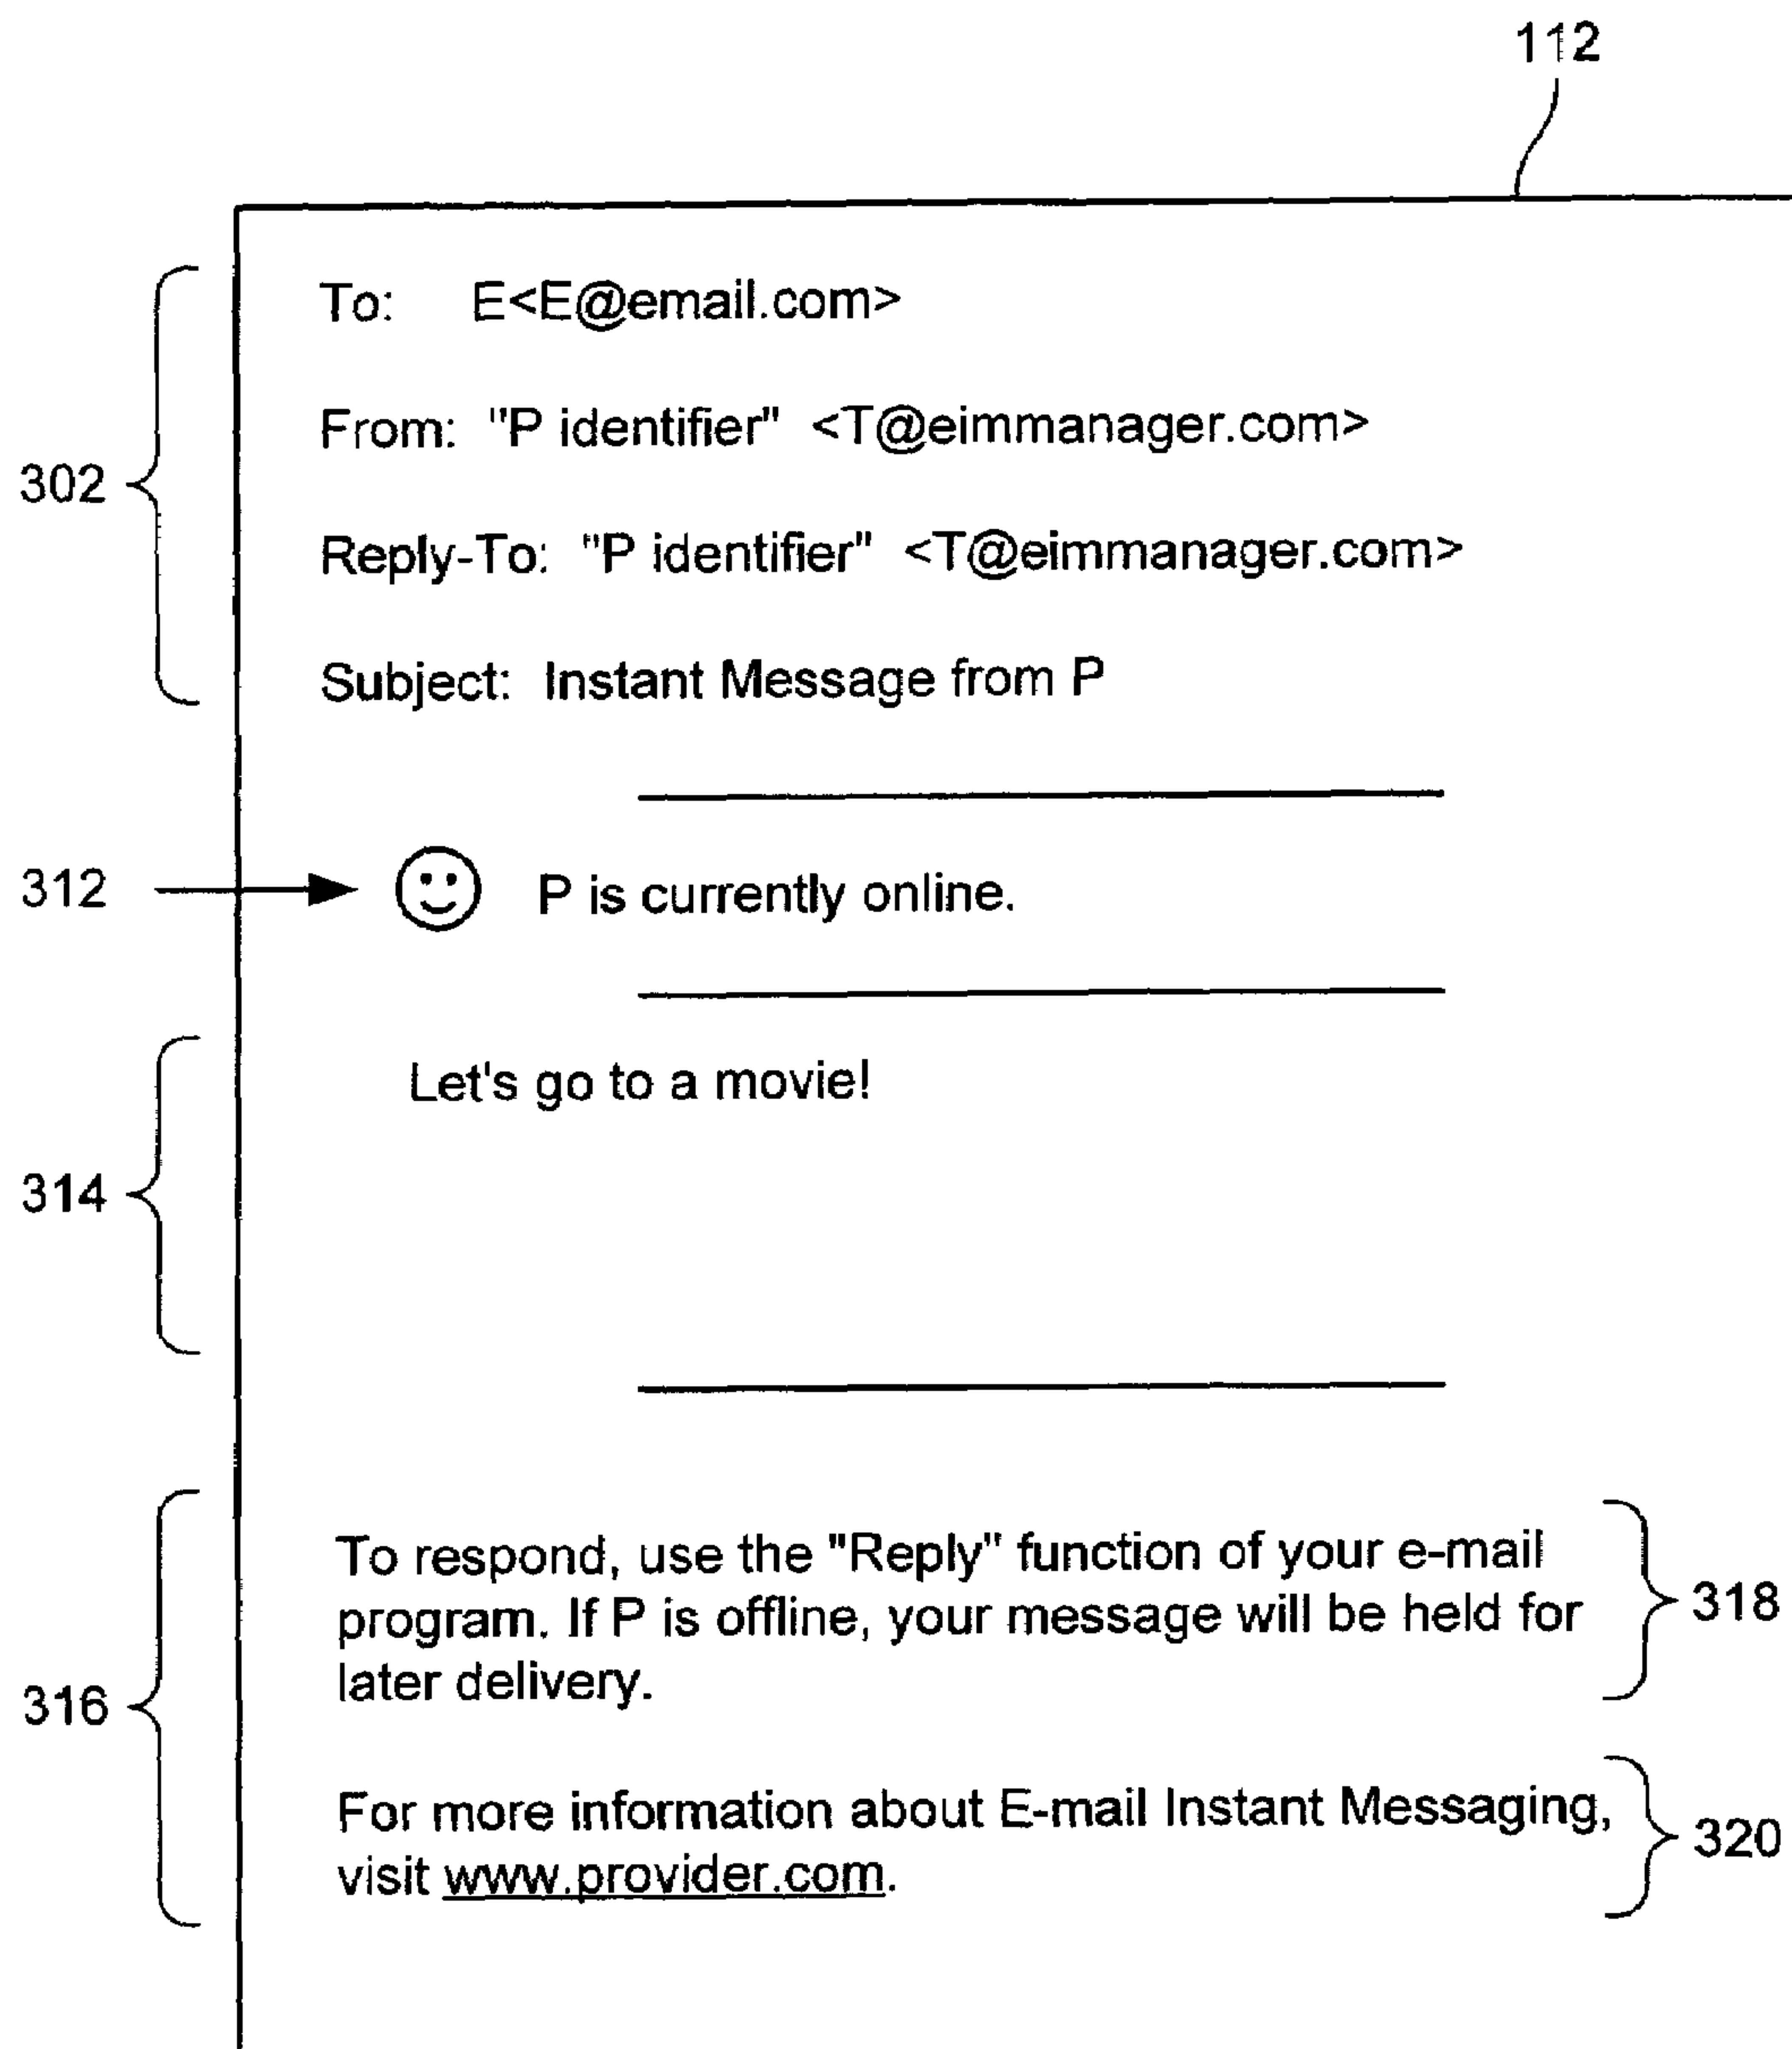 112
To: E<E@email.com>
From: "P identifier" <T@eimmanager.com>
302
Reply-To: "P identifier" <T@eimmanager.com>
Subject: Instant Message from P
312
P is currently online.
Let's go to a movie!
314
To respond, use the "Reply" function of your e-mail
program. If P is offline, your message will be held for
later delivery.
318
316
For more information about E-mail Instant Messaging,
visit www.provider.com.
320